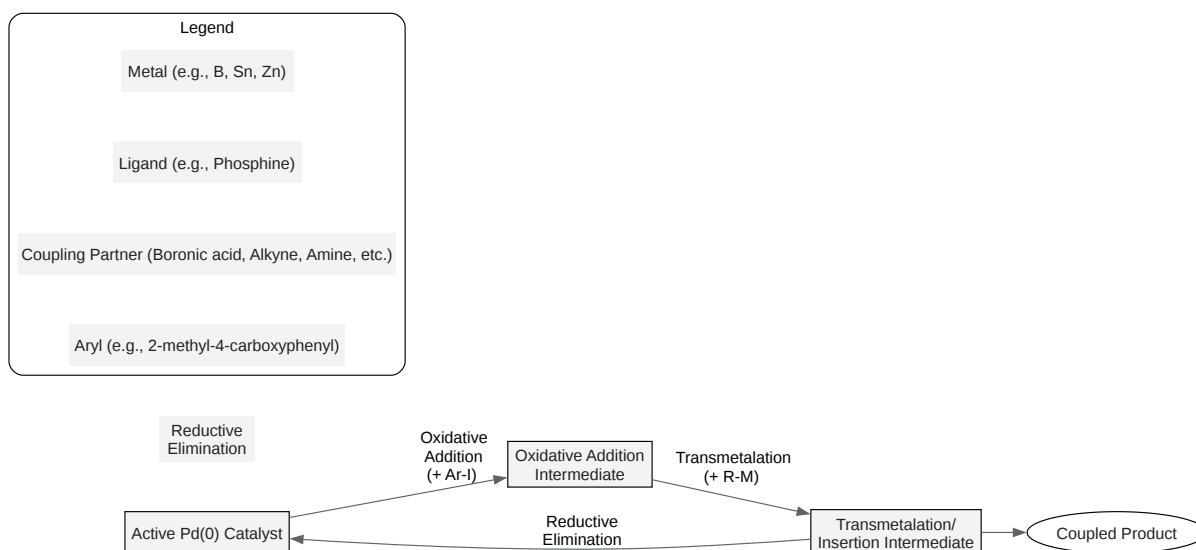 Legend
Metal (e.g., B, Sn, Zn)
Ligand (e.g., Phosphine)
Coupling Partner (Boronic acid, Alkyne, Amine, etc.)
Aryl (e.g., 2-methyl-4-carboxyphenyl)
Reductive
Elimination
Oxidative
Addition
(+ Ar-I)
Oxidative Addition
Intermediate
Transmetalation
(+ R-M)
Active Pd(0) Catalyst
Reductive
Elimination
Transmetalation/
Insertion Intermediate
Coupled Product